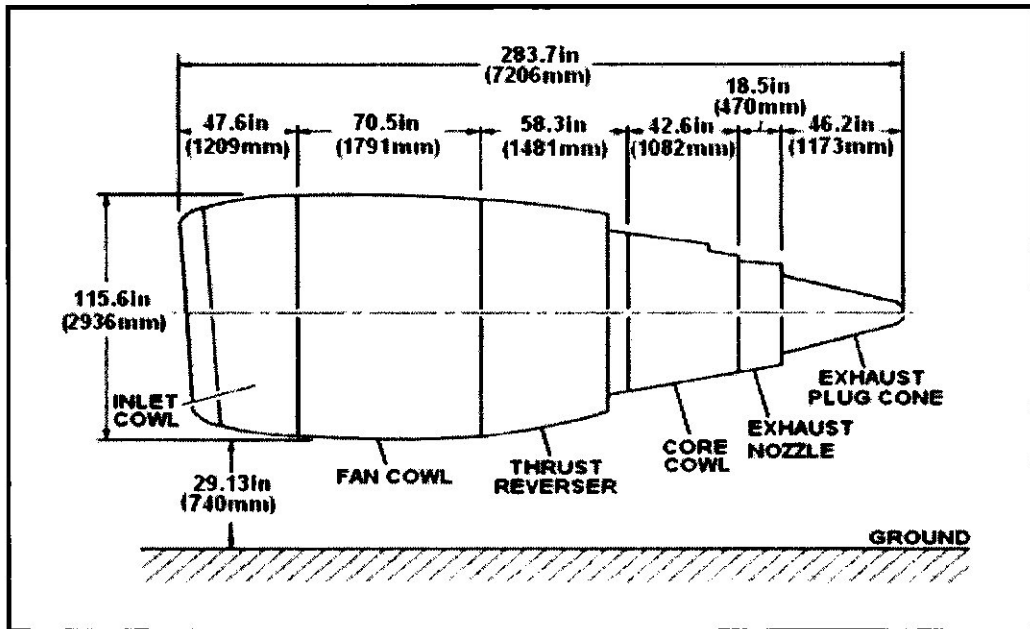 283.7in
(7206mm)
18.5in
(470mm)
47.6in
(1209mm)
70.5in
(1791mm)
58.3in
(1481mm)
42.6in
(1082mm)
46.2in
(1173mm)
115.6in
(2936mm)
INLET
COWL
EXHAUST
PLUG CONE
EXHAUST
NOZZLE
CORE
COWL
THRUST
REVERSER
FAN COWL
29.13in
(740mm)
GROUND